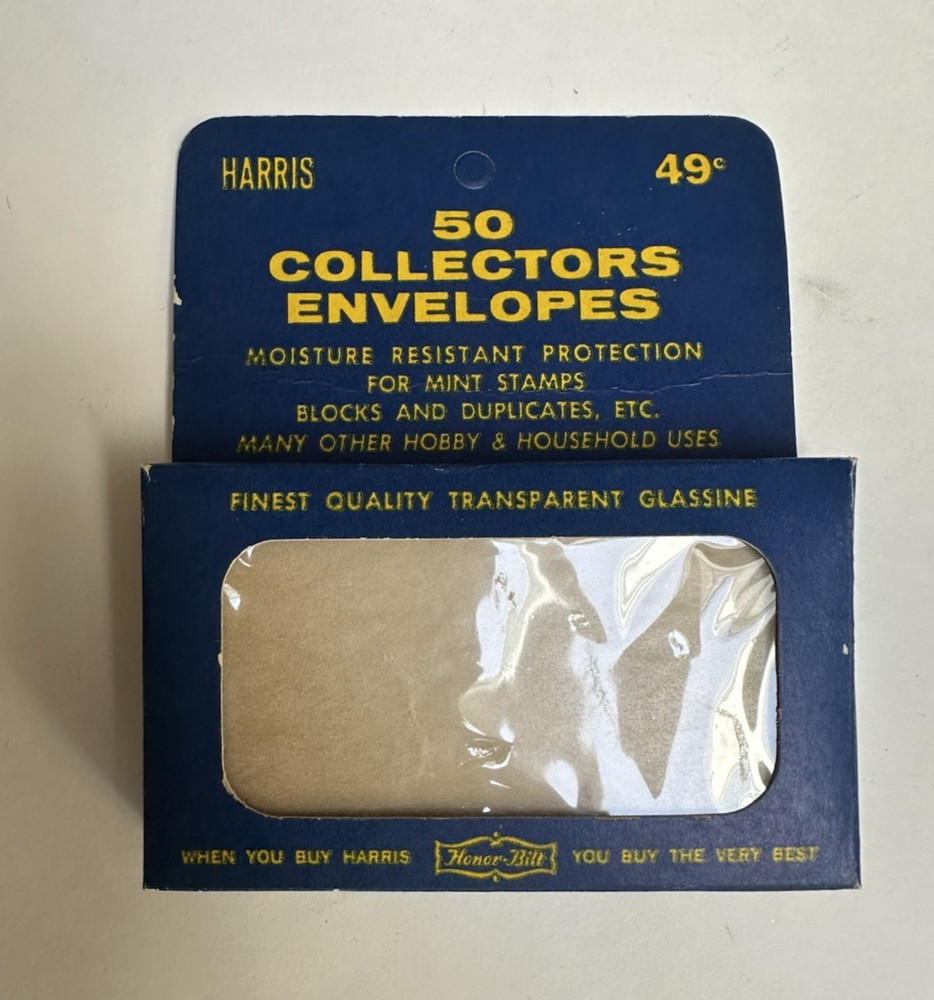 HARRIS 49¢
50
COLLECTORS
ENVELOPES
MOISTURE RESISTANT PROTECTION
FOR MINT STAMPS
BLOCKS AND DUPLICATES, ETC.
MANY OTHER HOBBY & HOUSEHOLD USES
FINEST QUALITY TRANSPARENT GLASSINE
WHEN YOU BUY HARRIS Honor-Bilt YOU BUY THE VERY BEST